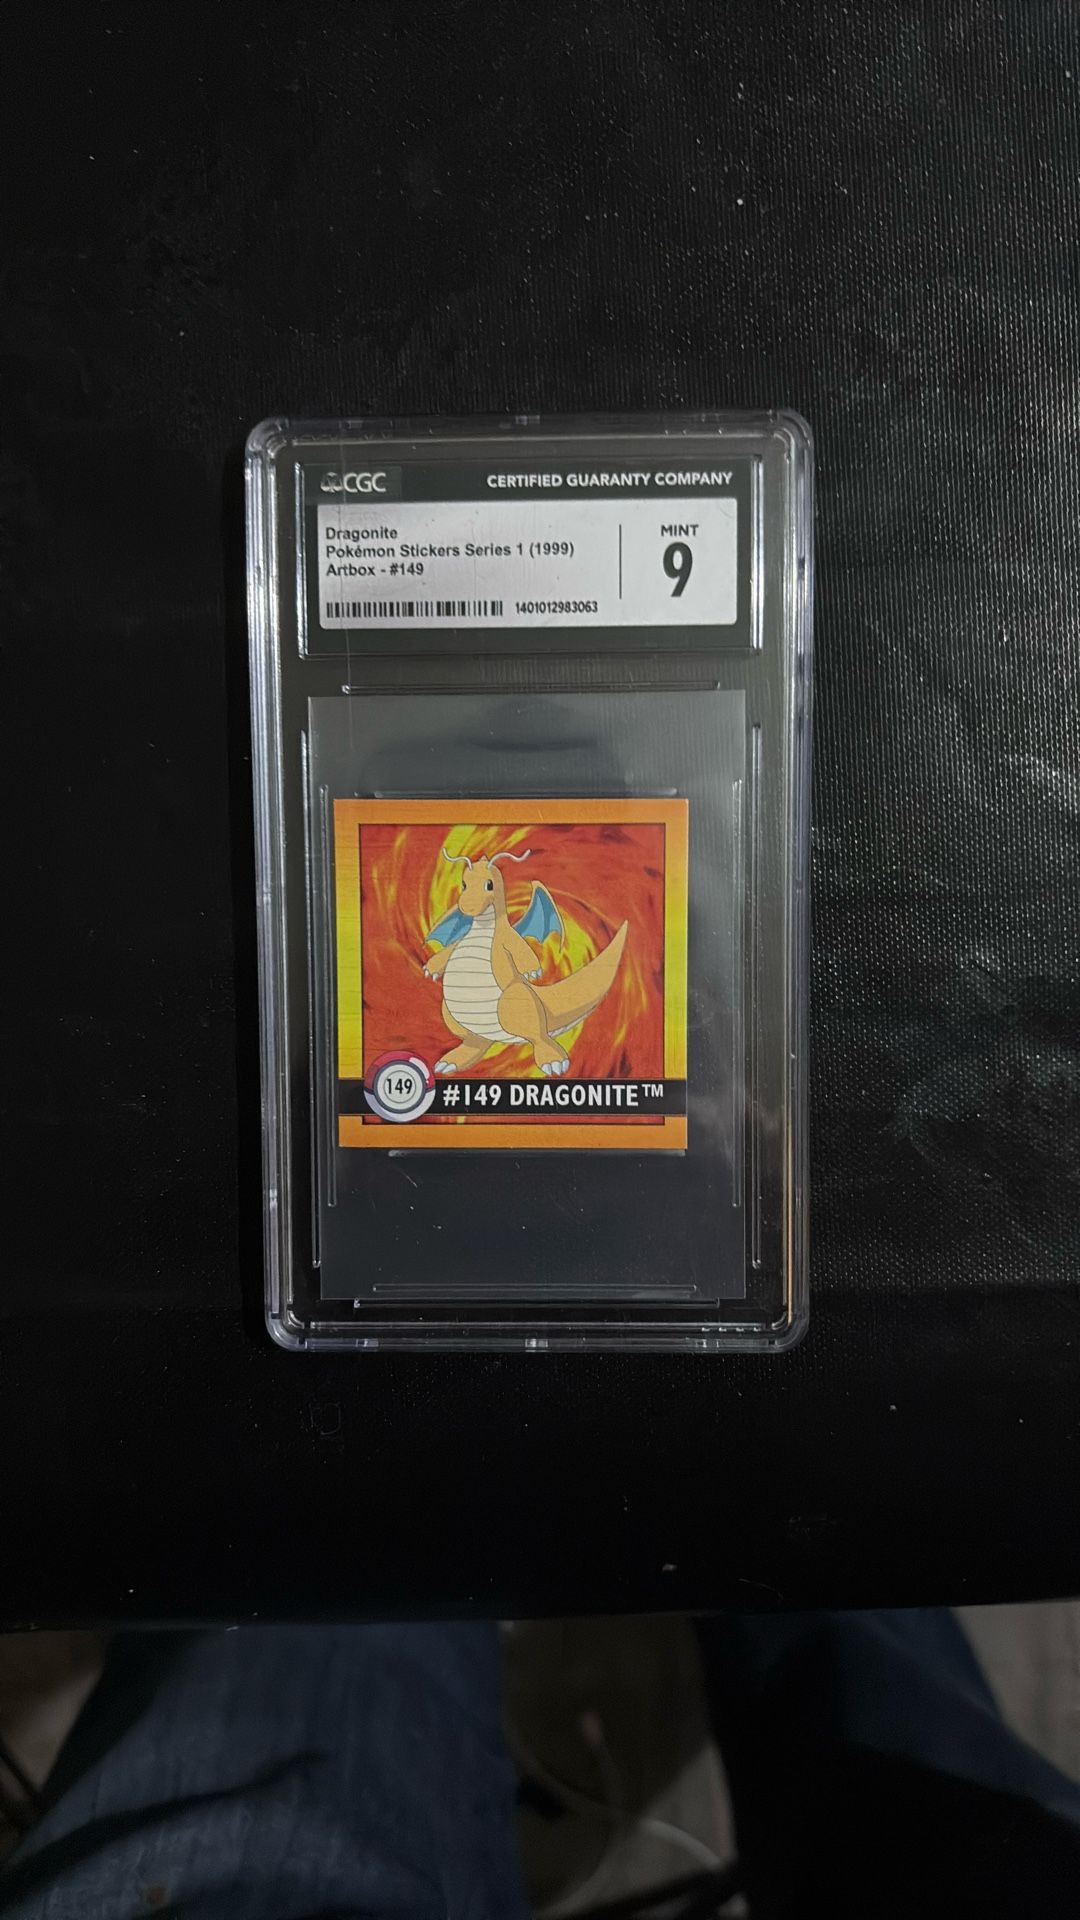 CGC
CERTIFIED GUARANTY COMPANY
Dragonite
Pokémon Stickers Series 1 (1999)
Artbox - #149
MINT
9
1401012983063
149
#149 DRAGONITE™